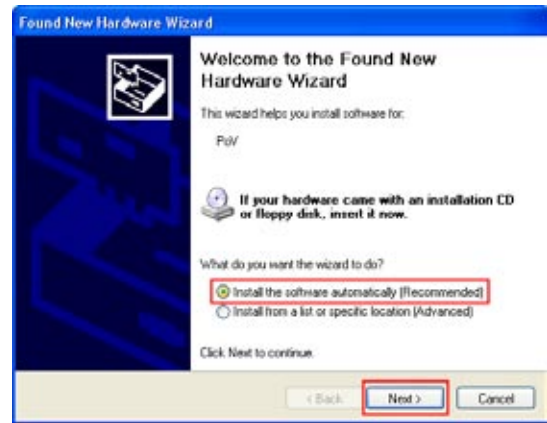 Found New Hardware Wizard
Welcome to the Found New
Hardware Wizard
This wizard helps you install software for:
PoV
If your hardware came with an installation CD
or floppy disk, insert it now.
What do you want the wizard to do?
Install the software automatically (Recommended)
Install from a list or specific location (Advanced)
Click Next to continue.
< Back
Next >
Cancel